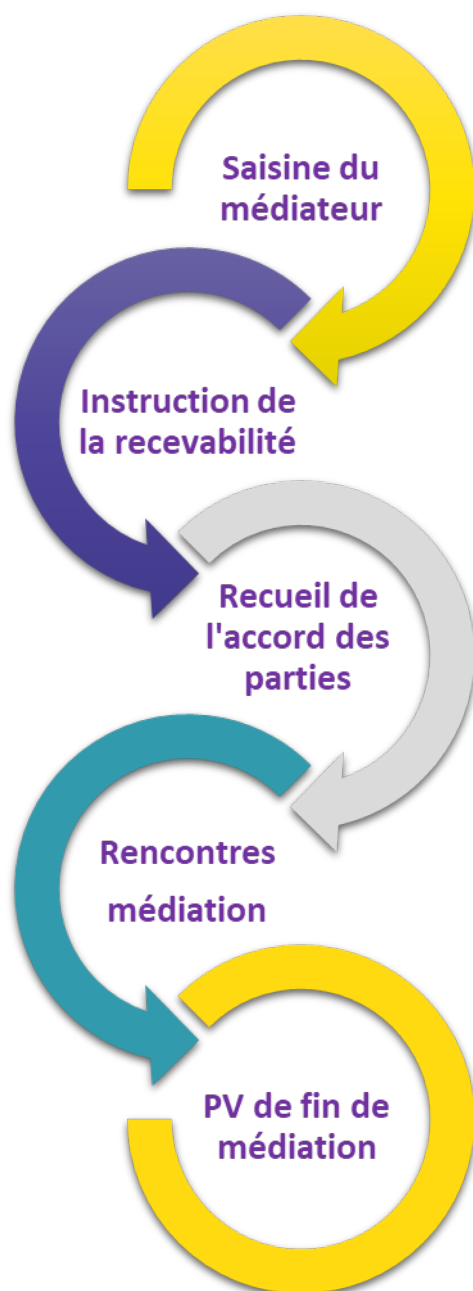 Saisine du
médiateur
Instruction de
la recevabilité
Recueil de
l'accord des
parties
Rencontres
médiation
PV de fin de
médiation